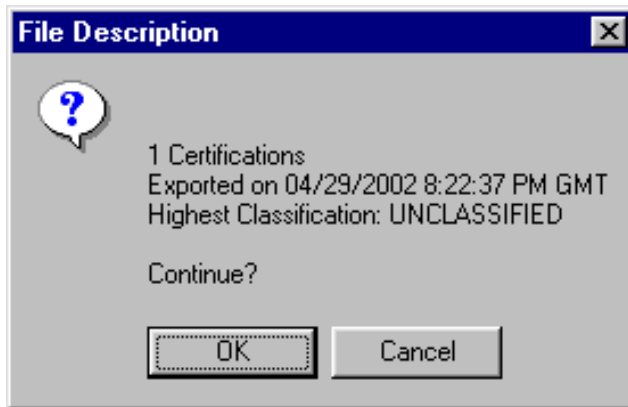 File Description
1 Certifications
Exported on 04/29/2002 8:22:37 PM GMT
Highest Classification: UNCLASSIFIED
Continue?
OK Cancel